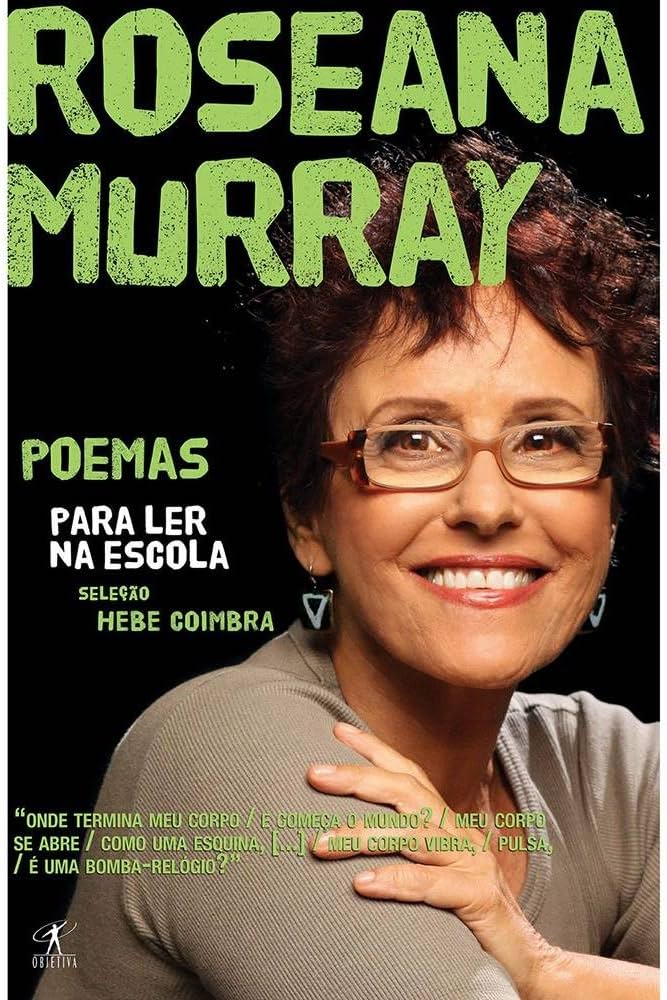 ROSEANA
MURRAY
POEMAS
PARA LER
NA ESCOLA
SELEÇÃO
HEBE COIMBRA
“ONDE TERMINA MEU CORPO / E COMEÇA O MUNDO? / MEU CORPO
SE ABRE / COMO UMA ESQUINA, [...] / MEU CORPO VIBRA, / PULSA,
/ É UMA BOMBA-RELÓGIO?”
OBJETIVA